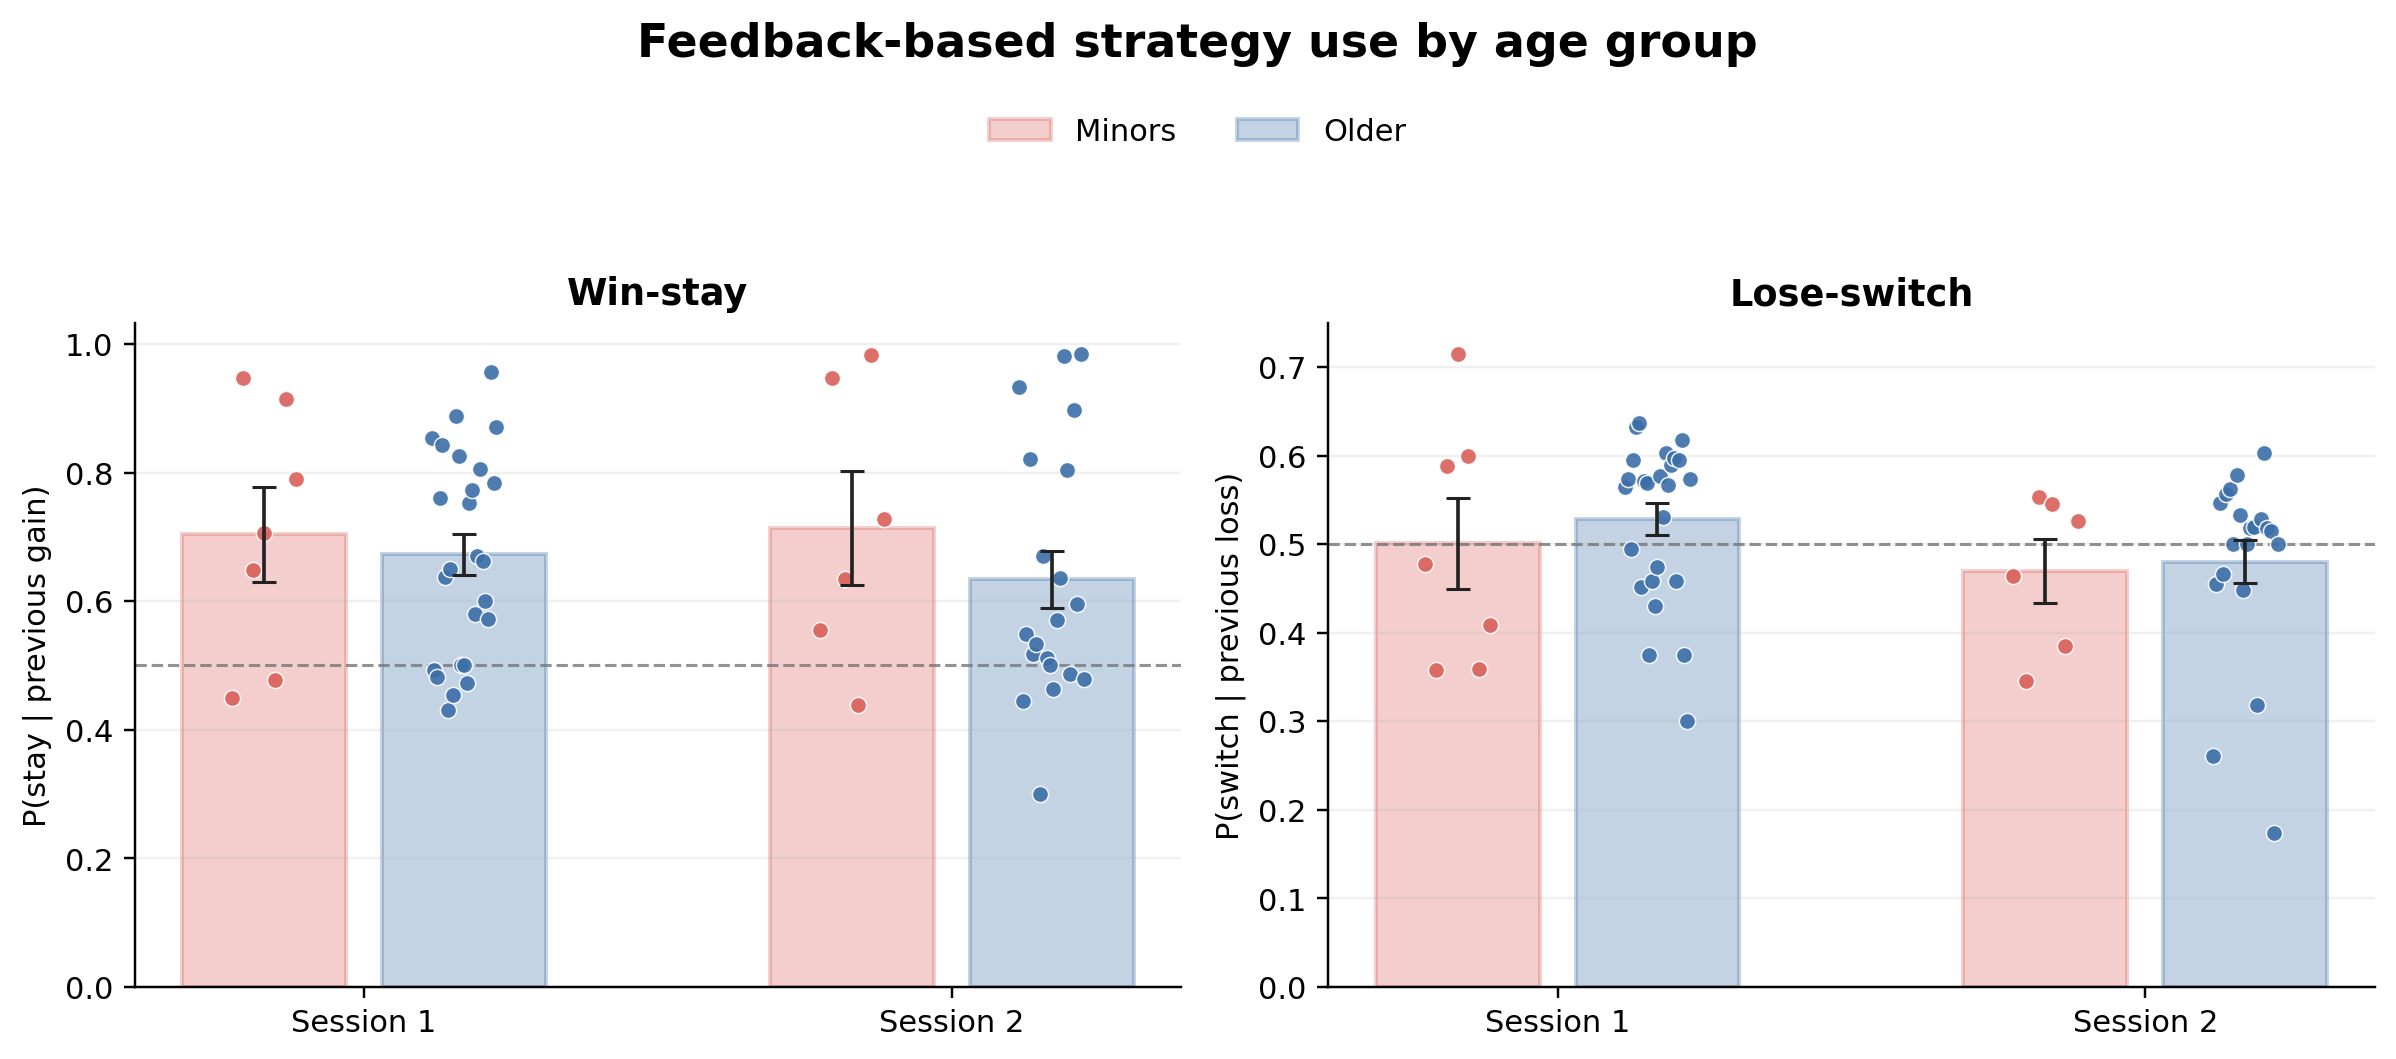 Feedback-based strategy use by age group
Minors
Older
Win-stay
P(stay | previous gain)
1.0
0.8
0.6
0.4
0.2
0.0
Session 1
Session 2
Lose-switch
P(switch | previous loss)
0.7
0.6
0.5
0.4
0.3
0.2
0.1
0.0
Session 1
Session 2